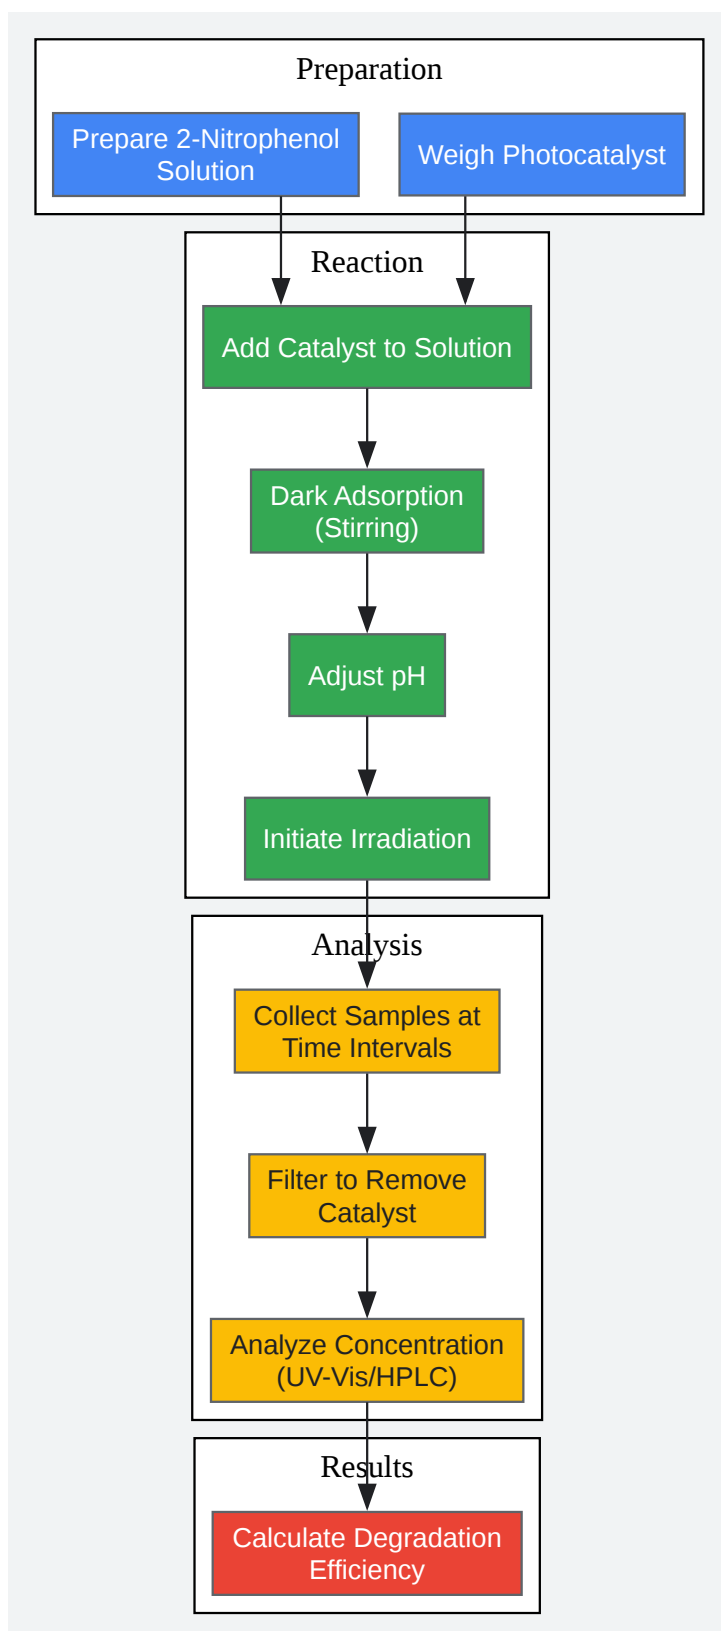 Preparation
Prepare 2-Nitrophenol
Solution
Weigh Photocatalyst
Reaction
Add Catalyst to Solution
Dark Adsorption
(Stirring)
Adjust pH
Initiate Irradiation
Analysis
Collect Samples at
Time Intervals
Filter to Remove
Catalyst
Analyze Concentration
(UV-Vis/HPLC)
Results
Calculate Degradation
Efficiency